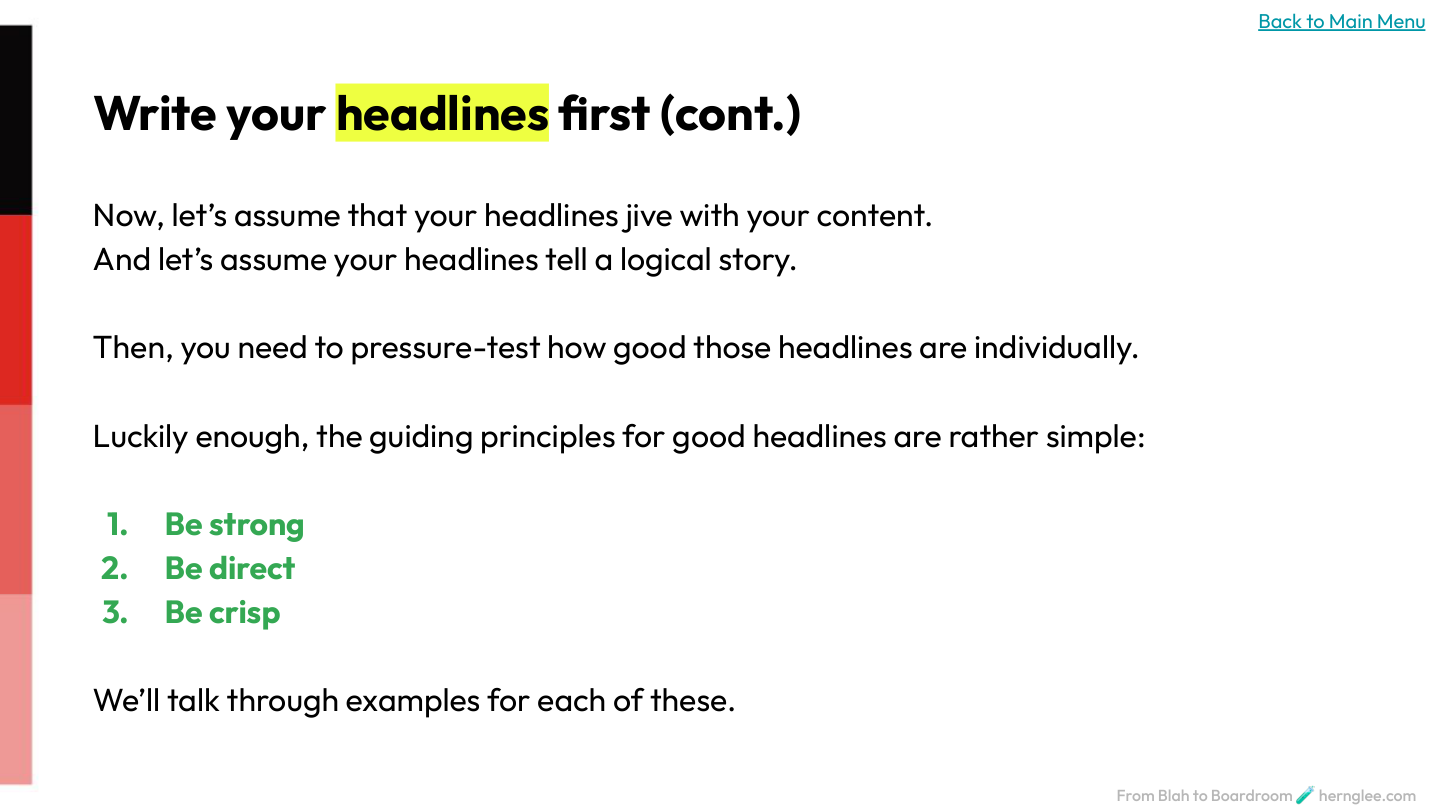 Back to Main Menu
Write your headlines first (cont.)
Now, let’s assume that your headlines jive with your content.
And let’s assume your headlines tell a logical story.
Then, you need to pressure-test how good those headlines are individually.
Luckily enough, the guiding principles for good headlines are rather simple:
1. Be strong
2. Be direct
3. Be crisp
We’ll talk through examples for each of these.
From Blah to Boardroom 🧪 hernglee.com